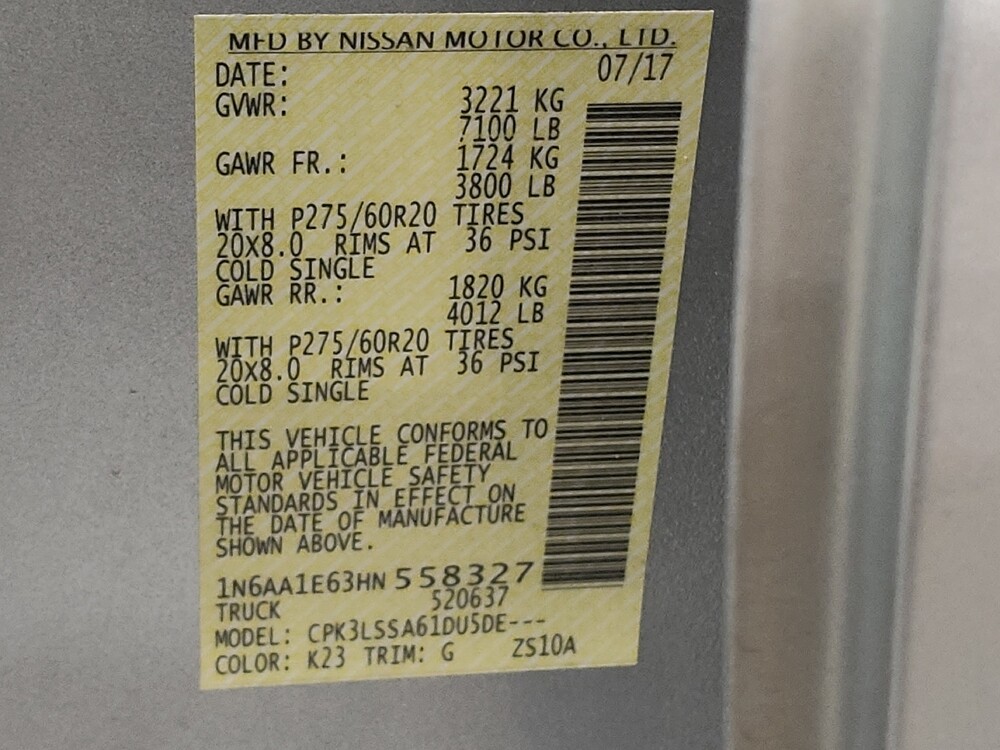 MFD BY NISSAN MOTOR CO., LTD.
DATE: 07/17
GVWR: 3221 KG
7100 LB
GAWR FR.: 1724 KG
3800 LB
WITH P275/60R20 TIRES
20X8.0 RIMS AT 36 PSI
COLD SINGLE
GAWR RR.: 1820 KG
4012 LB
WITH P275/60R20 TIRES
20X8.0 RIMS AT 36 PSI
COLD SINGLE
THIS VEHICLE CONFORMS TO
ALL APPLICABLE FEDERAL
MOTOR VEHICLE SAFETY
STANDARDS IN EFFECT ON
THE DATE OF MANUFACTURE
SHOWN ABOVE.
1N6AA1E63HN 558327
TRUCK 520637
MODEL: CPK3LSSA61DU5DE---
COLOR: K23 TRIM: G ZS10A